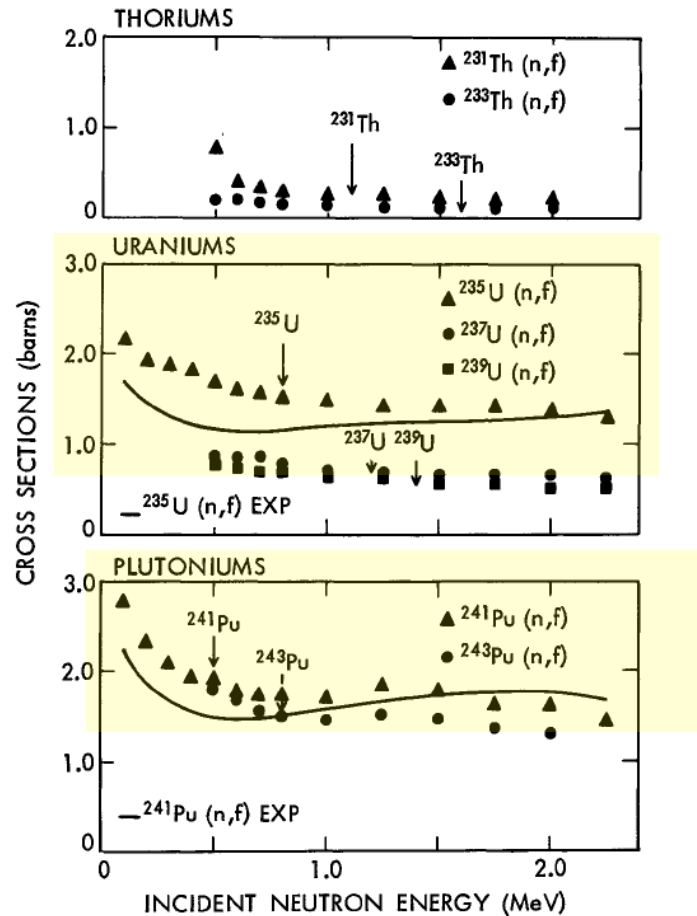 THORIUMS
2.0
▲ ²³¹Th (n,f)
● ²³³Th (n,f)
1.0
²³¹Th
²³³Th
0
URANIUMS
3.0
▲ ²³⁵U (n,f)
²³⁵U
● ²³⁷U (n,f)
2.0
■ ²³⁹U (n,f)
1.0
²³⁷U ²³⁹U
— ²³⁵U (n,f) EXP
0
CROSS SECTIONS (barns)
PLUTONIUMS
3.0
²⁴¹Pu
▲ ²⁴¹Pu (n,f)
²⁴³Pu
● ²⁴³Pu (n,f)
2.0
1.0
— ²⁴¹Pu (n,f) EXP
0
0 1.0 2.0
INCIDENT NEUTRON ENERGY (MeV)